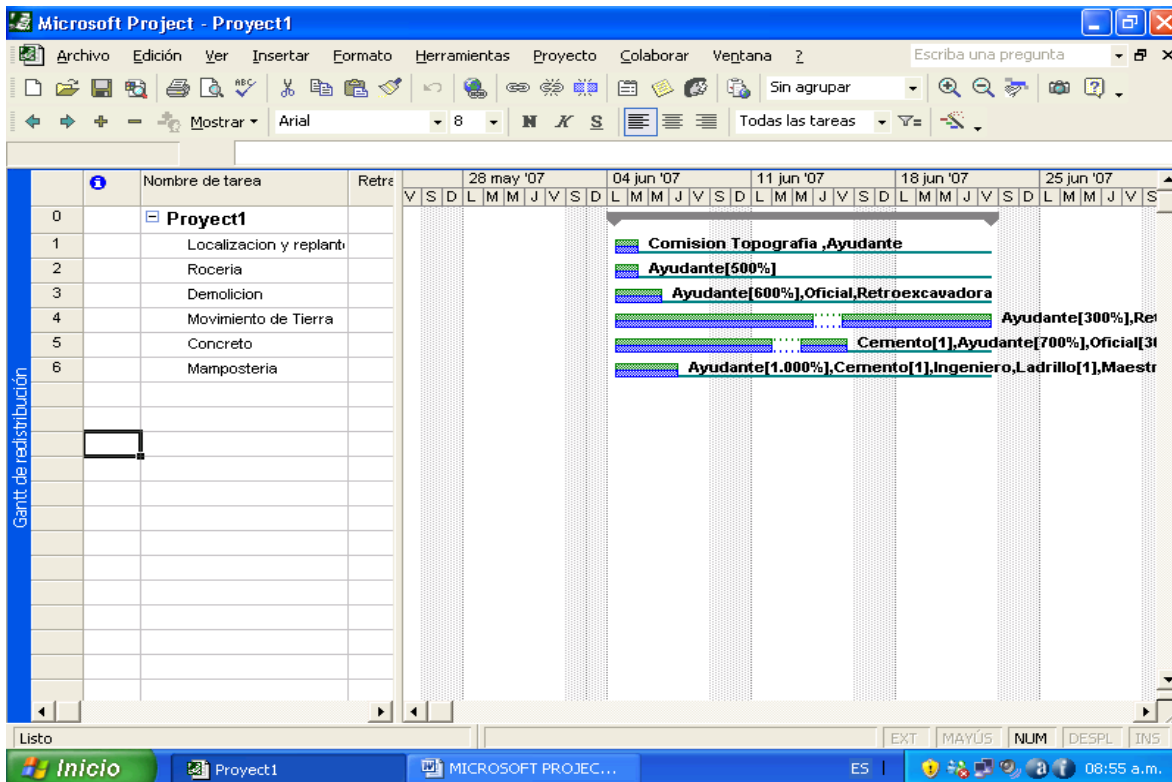 Microsoft Project - Proyect1
Archivo Edición Ver Insertar Formato Herramientas Proyecto Colaborar Ventana ? Escriba una pregunta
ABC Sin agrupar
Mostrar Arial 8 N K S Todas las tareas
Nombre de tarea Retra 28 may '07 04 jun '07 11 jun '07 18 jun '07 25 jun '07
V S D L M M J V S D L M M J V S D L M M J V S D L M M J V S D L M M J V S
0 Proyect1
1 Localizacion y replant Comision Topografia ,Ayudante
2 Roceria Ayudante[500%]
3 Demolicion Ayudante[600%],Oficial,Retroexcavadora
4 Movimiento de Tierra Ayudante[300%],Ret
5 Concreto Cemento[1],Ayudante[700%],Oficial[3
6 Mamposteria Ayudante[1.000%],Cemento[1],Ingeniero,Ladrillo[1],Maestr
Gantt de redistribución
Listo EXT MAYÚS NUM DESPL INS
Inicio Proyect1 MICROSOFT PROJEC... ES 08:55 a.m.